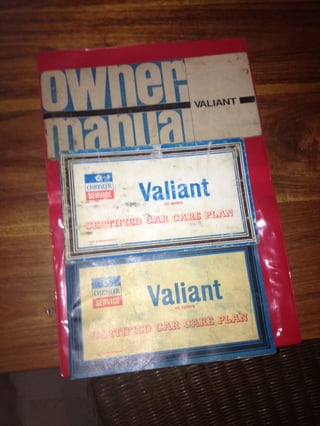 owner
manual
VALIANT
CHRYSLER
SERVICE
Valiant
CERTIFIED CAR CARE PLAN
CHRYSLER
SERVICE
Valiant
CERTIFIED CAR CARE PLAN